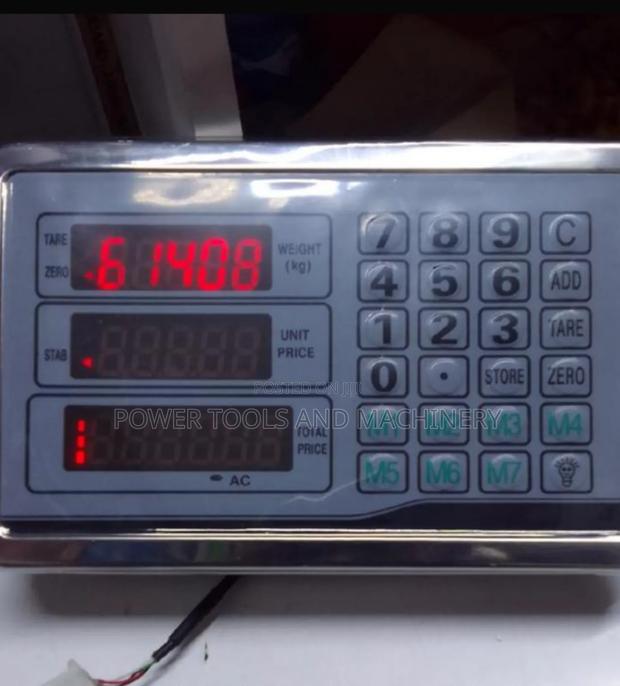 TARE
ZERO
61408
WEIGHT
(kg)
STAB
UNIT
PRICE
1
TOTAL
PRICE
AC
7 8 9 C
4 5 6 ADD
1 2 3 TARE
0 . STORE ZERO
M1 M2 M3 M4
M5 M6 M7
POSTED ON JIJI
POWER TOOLS AND MACHINERY